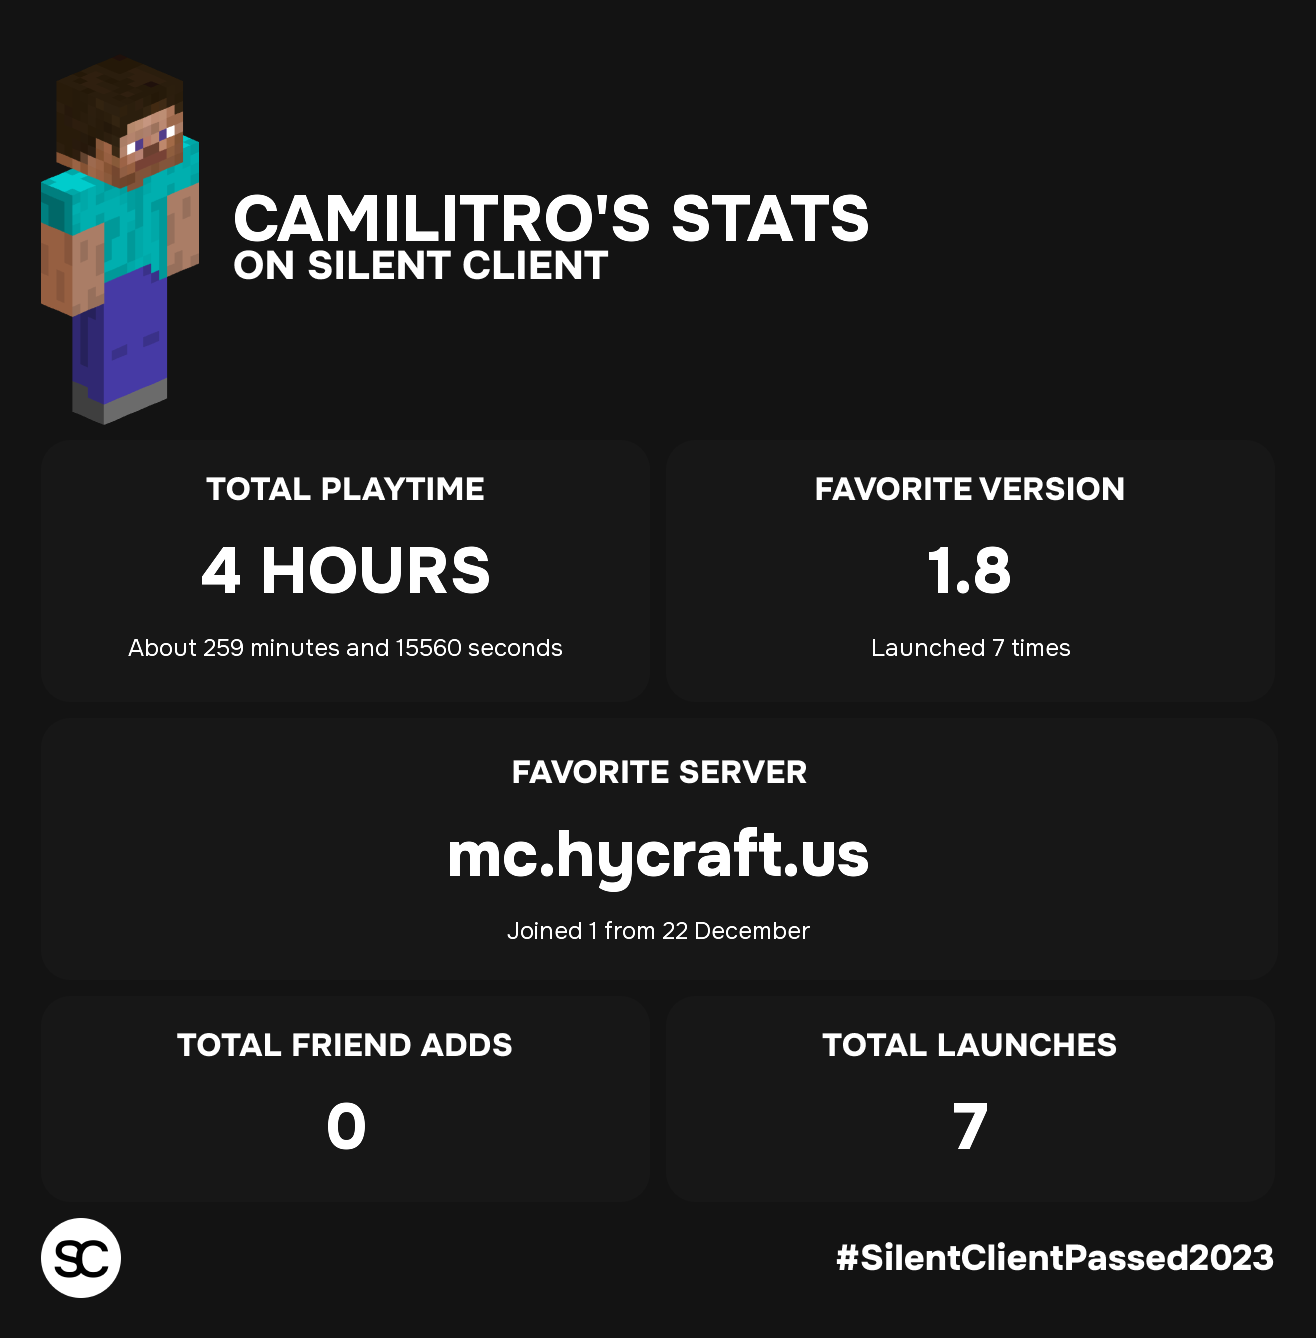 CAMILITRO'S STATS
ON SILENT CLIENT
TOTAL PLAYTIME
4 HOURS
About 259 minutes and 15560 seconds
FAVORITE VERSION
1.8
Launched 7 times
FAVORITE SERVER
mc.hycraft.us
Joined 1 from 22 December
TOTAL FRIEND ADDS
0
TOTAL LAUNCHES
7
SC
#SilentClientPassed2023